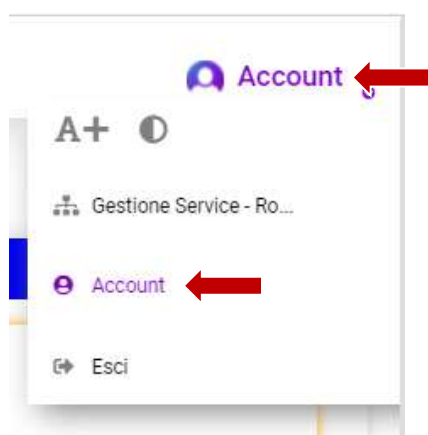 Account
A+
Gestione Service - Ro...
Account
Esci